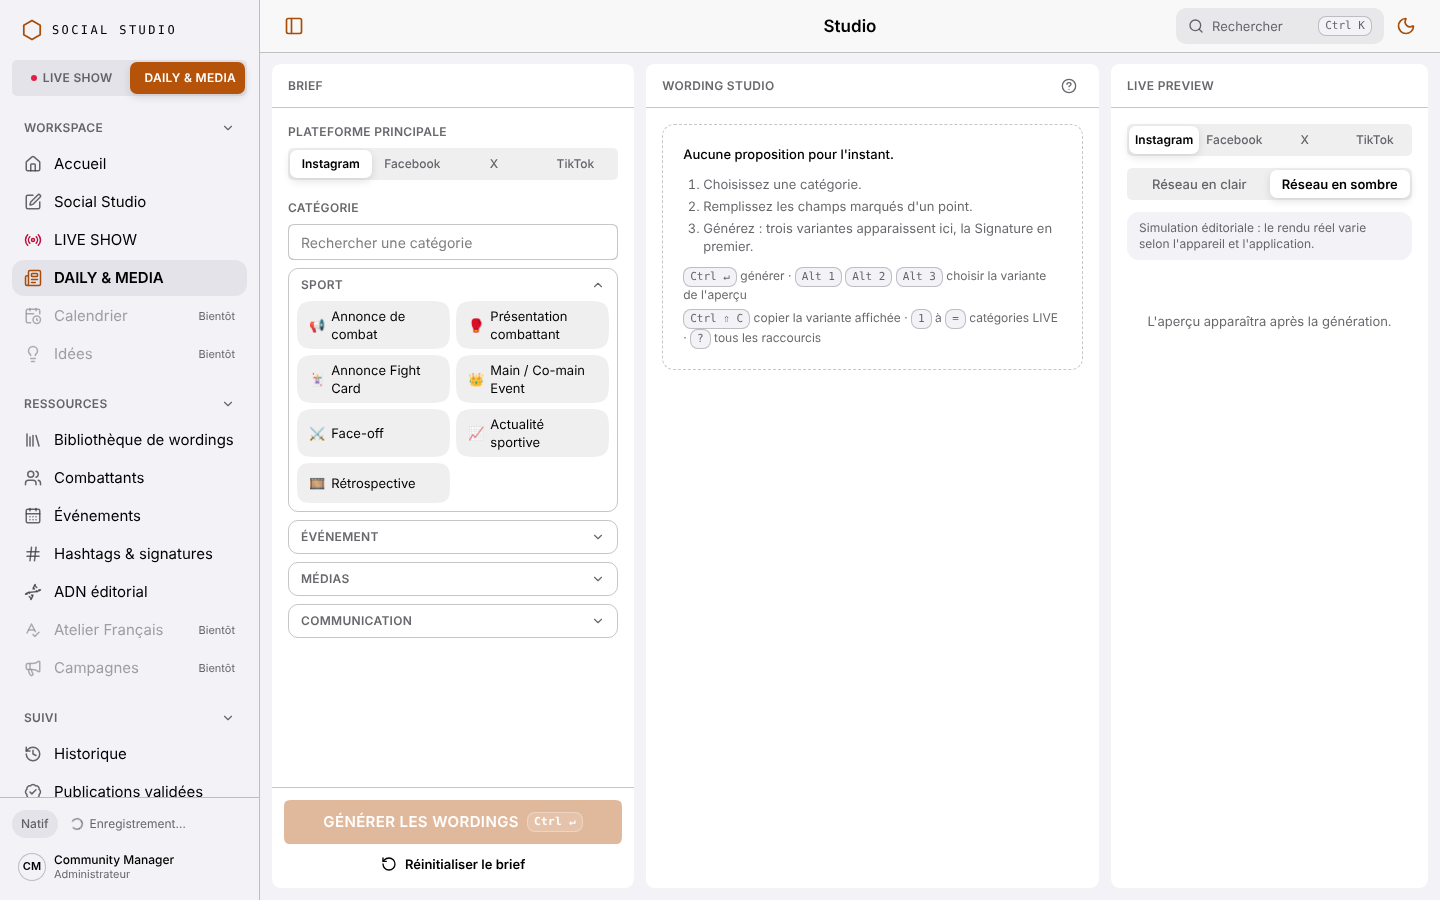 SOCIAL STUDIO
LIVE SHOW
DAILY & MEDIA
WORKSPACE
Accueil
Social Studio
LIVE SHOW
DAILY & MEDIA
Calendrier Bientôt
Idées Bientôt
RESSOURCES
Bibliothèque de wordings
Combattants
Événements
Hashtags & signatures
ADN éditorial
Atelier Français Bientôt
Campagnes Bientôt
SUIVI
Historique
Publications validées
Natif Enregistrement...
CM Community Manager
Administrateur
Studio
Rechercher Ctrl K
BRIEF
PLATEFORME PRINCIPALE
Instagram Facebook X TikTok
CATÉGORIE
Rechercher une catégorie
SPORT
Annonce de
combat
Présentation
combattant
Annonce Fight
Card
Main / Co-main
Event
Face-off
Actualité
sportive
Rétrospective
ÉVÉNEMENT
MÉDIAS
COMMUNICATION
GÉNÉRER LES WORDINGS Ctrl ↵
Réinitialiser le brief
WORDING STUDIO
Aucune proposition pour l'instant.
1. Choisissez une catégorie.
2. Remplissez les champs marqués d'un point.
3. Générez : trois variantes apparaissent ici, la Signature en
premier.
Ctrl ↵ générer · Alt 1 Alt 2 Alt 3 choisir la variante
de l'aperçu
Ctrl ⇧ C copier la variante affichée · 1 à = catégories LIVE
· ? tous les raccourcis
LIVE PREVIEW
Instagram Facebook X TikTok
Réseau en clair Réseau en sombre
Simulation éditoriale : le rendu réel varie
selon l'appareil et l'application.
L'aperçu apparaîtra après la génération.